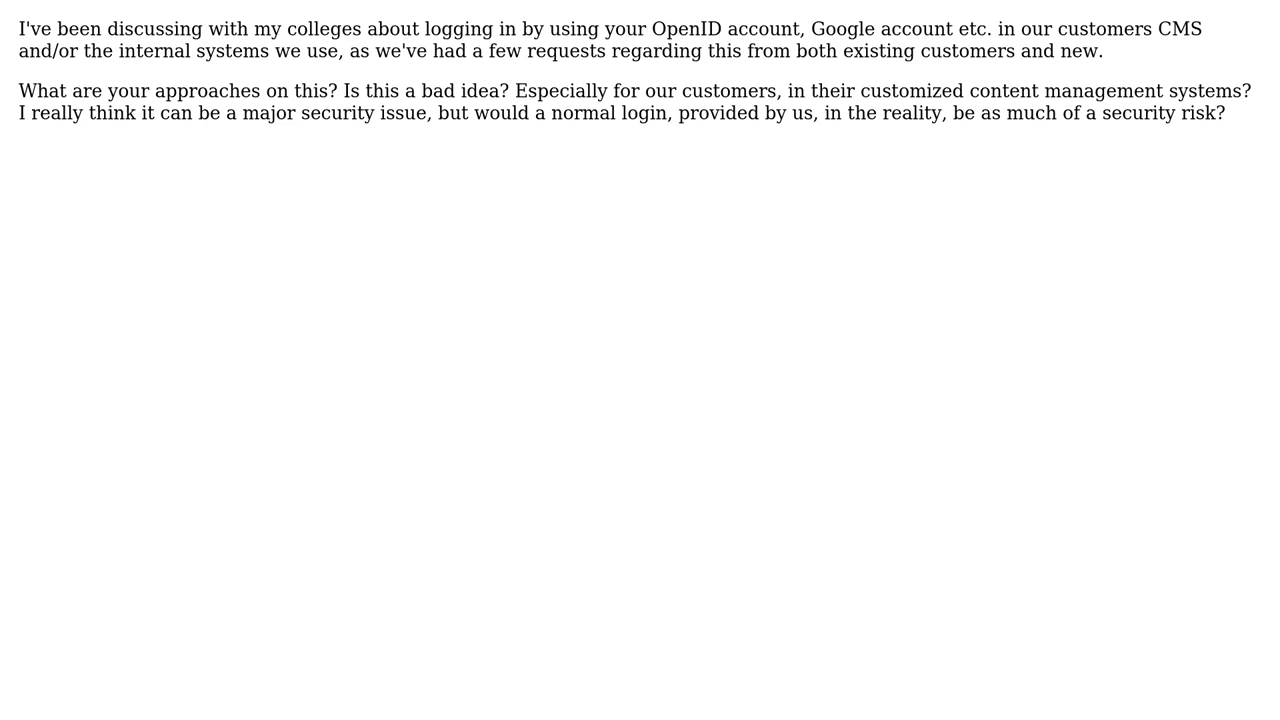 I've been discussing with my colleges about logging in by using your OpenID account, Google account etc. in our customers CMS
and/or the internal systems we use, as we've had a few requests regarding this from both existing customers and new.
What are your approaches on this? Is this a bad idea? Especially for our customers, in their customized content management systems?
I really think it can be a major security issue, but would a normal login, provided by us, in the reality, be as much of a security risk?